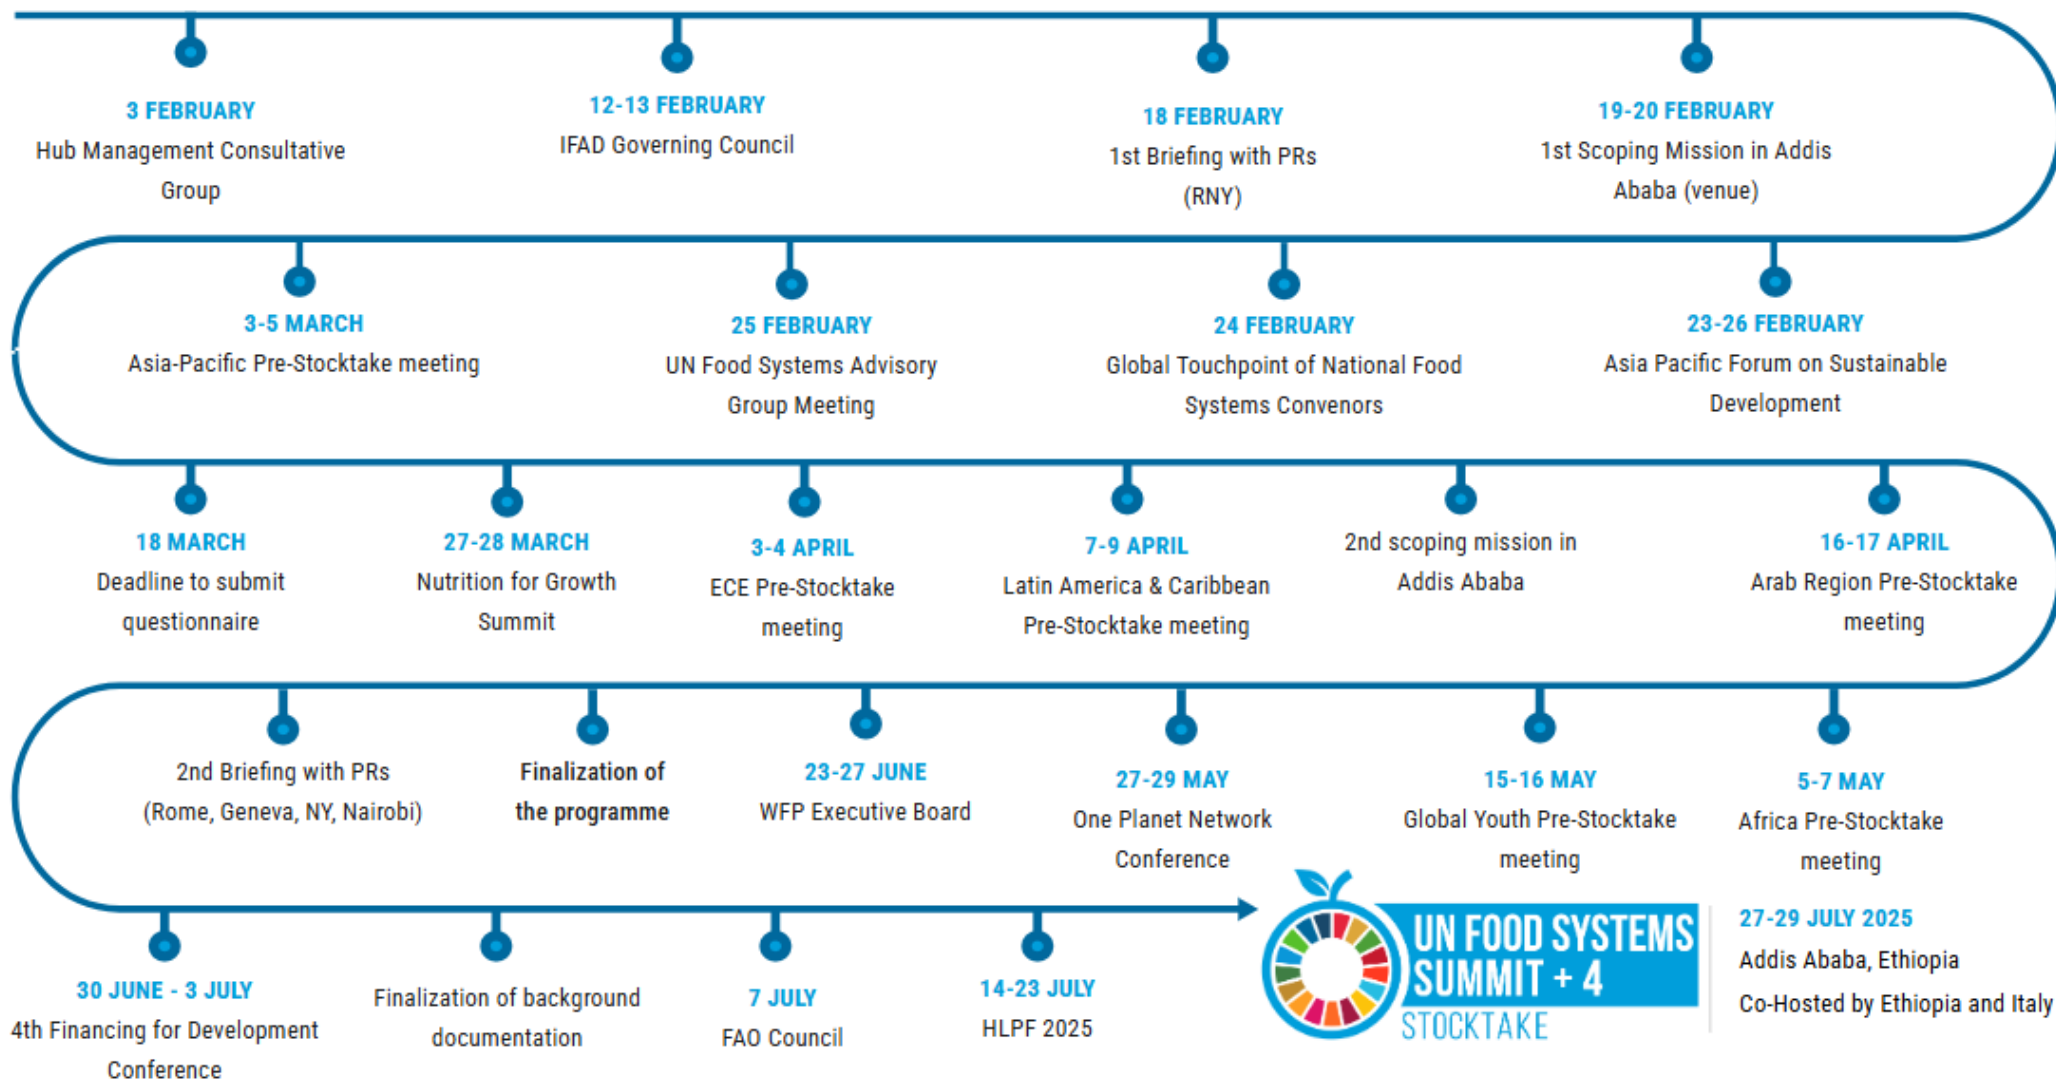 3 FEBRUARY
Hub Management Consultative
Group
12-13 FEBRUARY
IFAD Governing Council
18 FEBRUARY
1st Briefing with PRs
(RNY)
19-20 FEBRUARY
1st Scoping Mission in Addis
Ababa (venue)
3-5 MARCH
Asia-Pacific Pre-Stocktake meeting
25 FEBRUARY
UN Food Systems Advisory
Group Meeting
24 FEBRUARY
Global Touchpoint of National Food
Systems Convenors
23-26 FEBRUARY
Asia Pacific Forum on Sustainable
Development
18 MARCH
Deadline to submit
questionnaire
27-28 MARCH
Nutrition for Growth
Summit
3-4 APRIL
ECE Pre-Stocktake
meeting
7-9 APRIL
Latin America & Caribbean
Pre-Stocktake meeting
2nd scoping mission in
Addis Ababa
16-17 APRIL
Arab Region Pre-Stocktake
meeting
2nd Briefing with PRs
(Rome, Geneva, NY, Nairobi)
Finalization of
the programme
23-27 JUNE
WFP Executive Board
27-29 MAY
One Planet Network
Conference
15-16 MAY
Global Youth Pre-Stocktake
meeting
5-7 MAY
Africa Pre-Stocktake
meeting
30 JUNE - 3 JULY
4th Financing for Development
Conference
Finalization of background
documentation
7 JULY
FAO Council
14-23 JULY
HLPF 2025
UN FOOD SYSTEMS
SUMMIT + 4
STOCKTAKE
27-29 JULY 2025
Addis Ababa, Ethiopia
Co-Hosted by Ethiopia and Italy